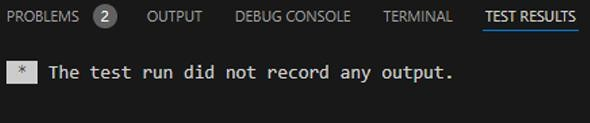 PROBLEMS 2 OUTPUT DEBUG CONSOLE TERMINAL TEST RESULTS
* The test run did not record any output.